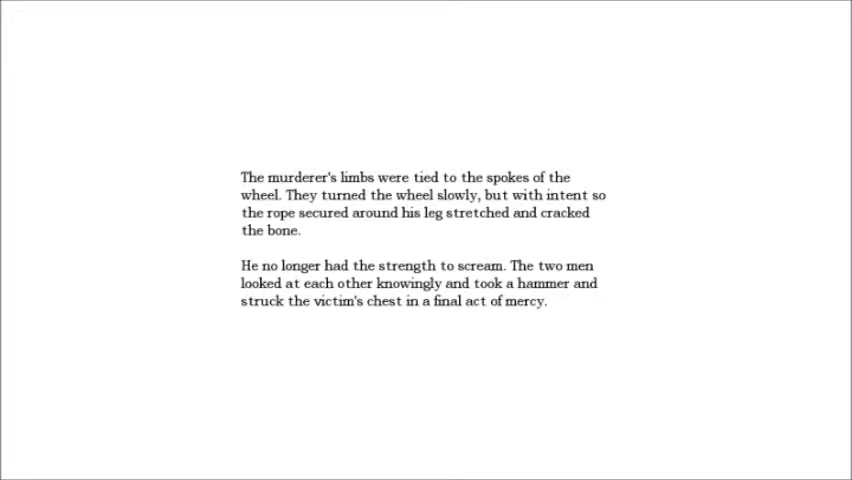 The murderer's limbs were tied to the spokes of the
wheel. They turned the wheel slowly, but with intent so
the rope secured around his leg stretched and cracked
the bone.
He no longer had the strength to scream. The two men
looked at each other knowingly and took a hammer and
struck the victim's chest in a final act of mercy.